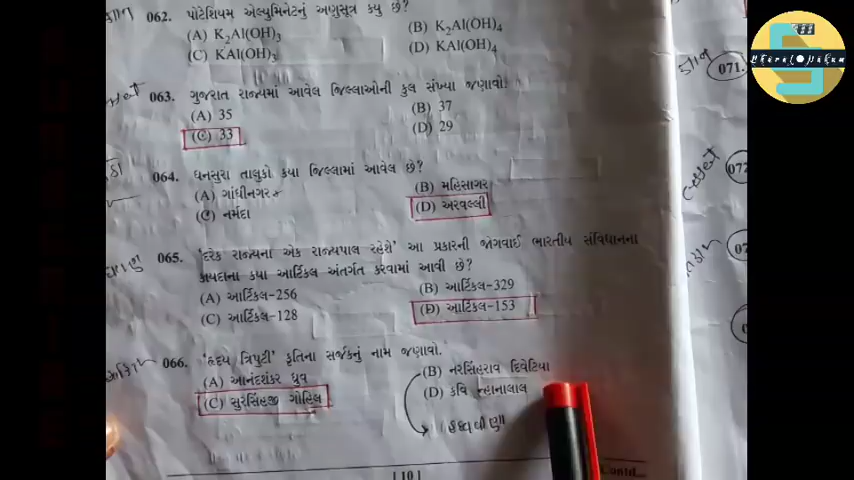 062. પોટેશિયમ એલ્યુમિનેટનું અણુસૂત્ર કયુ છે?
(A) K₂Al(OH)₃
(B) K₂Al(OH)₄
(C) KAl(OH)₃
(D) KAl(OH)₄
063. ગુજરાત રાજ્યમાં આવેલ જિલ્લાઓની કુલ સંખ્યા જણાવો.
(A) 35
(B) 37
(C) 33
(D) 29
064. ધનસુરા તાલુકો કયા જિલ્લામાં આવેલ છે?
(A) ગાંધીનગર
(B) મહિસાગર
(C) નર્મદા
(D) અરવલ્લી
065. 'દરેક રાજ્યના એક રાજ્યપાલ રહેશે' આ પ્રકારની જોગવાઈ ભારતીય સંવિધાનના
કાયદાના કયા આર્ટિકલ અંતર્ગત કરવામાં આવી છે?
(A) આર્ટિકલ-256
(B) આર્ટિકલ-329
(C) આર્ટિકલ-128
(D) આર્ટિકલ-153
066. 'હૃદય ત્રિપુટી' કૃતિના સર્જકનું નામ જણાવો.
(A) આનંદશંકર ધ્રુવ
(B) નરસિંહરાવ દિવેટિયા
(C) સુરસિંહજી ગોહિલ
(D) કવિ ન્હાનાલાલ
હૃદયવીણા
[10]
Contd...
071.